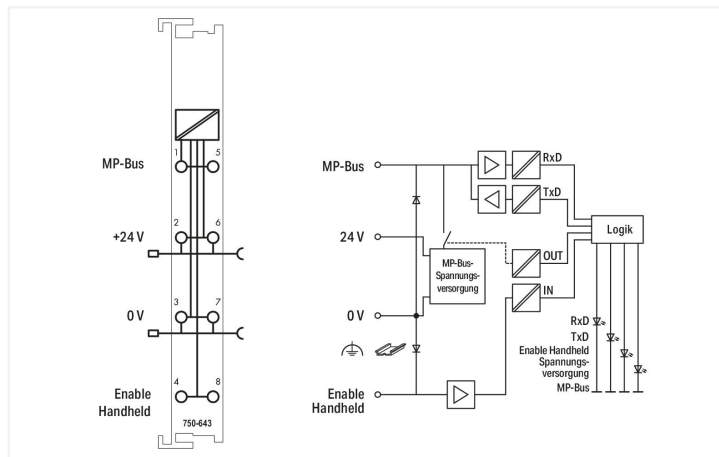 1
5
MP-Bus
2
6
+24 V
3
7
0 V
4
8
Enable
Handheld
750-643
MP-Bus
24 V
0 V
Enable
Handheld
MP-Bus-
Spannungs-
versorgung
RxD
TxD
OUT
IN
Logik
RxD
TxD
Enable Handheld
Spannungs-
versorgung
MP-Bus